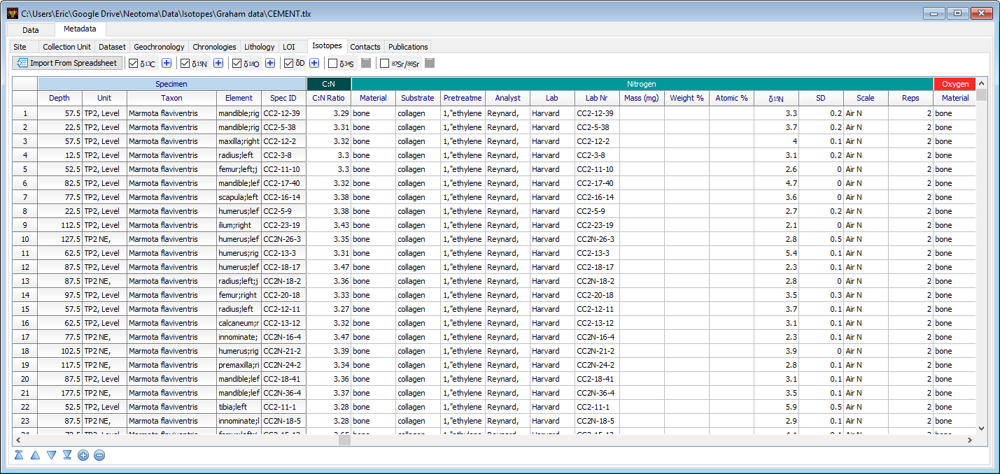 C:\Users\Eric\Google Drive\Neotoma\Data\Isotopes\Graham data\CEMENT.tlx
Data Metadata
Site Collection Unit Dataset Geochronology Chronologies Lithology LOI Isotopes Contacts Publications
Import From Spreadsheet δ13C δ15N δ18O δD δ34S 87Sr/86Sr
Specimen C:N Nitrogen Oxygen
Depth Unit Taxon Element Spec ID C:N Ratio Material Substrate Pretreatme Analyst Lab Lab Nr Mass (mg) Weight % Atomic % δ15N SD Scale Reps Material
1 57.5 TP2, Level Marmota flaviventris mandible;rig CC2-12-39 3.29 bone collagen 1,"ethylene Reynard, Harvard CC2-12-39 3.3 0.2 Air N 2 bone
2 22.5 TP2, Level Marmota flaviventris mandible;rig CC2-5-38 3.31 bone collagen 1,"ethylene Reynard, Harvard CC2-5-38 3.7 0.2 Air N 2 bone
3 57.5 TP2, Level Marmota flaviventris maxilla;right CC2-12-2 3.32 bone collagen 1,"ethylene Reynard, Harvard CC2-12-2 4 0.1 Air N 2 bone
4 12.5 TP2, Level Marmota flaviventris radius;left CC2-3-8 3.3 bone collagen 1,"ethylene Reynard, Harvard CC2-3-8 3.1 0.2 Air N 2 bone
5 52.5 TP2, Level Marmota flaviventris femur;left;j CC2-11-10 3.3 bone collagen 1,"ethylene Reynard, Harvard CC2-11-10 2.6 0 Air N 2 bone
6 82.5 TP2, Level Marmota flaviventris mandible;lef CC2-17-40 3.32 bone collagen 1,"ethylene Reynard, Harvard CC2-17-40 4.7 0 Air N 2 bone
7 77.5 TP2, Level Marmota flaviventris scapula;left CC2-16-14 3.38 bone collagen 1,"ethylene Reynard, Harvard CC2-16-14 3.6 0 Air N 2 bone
8 22.5 TP2, Level Marmota flaviventris humerus;lef CC2-5-9 3.38 bone collagen 1,"ethylene Reynard, Harvard CC2-5-9 2.7 0.2 Air N 2 bone
9 112.5 TP2, Level Marmota flaviventris ilium;right CC2-23-19 3.43 bone collagen 1,"ethylene Reynard, Harvard CC2-23-19 2.1 0 Air N 2 bone
10 127.5 TP2 NE, Marmota flaviventris humerus;lef CC2N-26-3 3.35 bone collagen 1,"ethylene Reynard, Harvard CC2N-26-3 2.8 0.5 Air N 2 bone
11 62.5 TP2, Level Marmota flaviventris humerus;rig CC2-13-3 3.31 bone collagen 1,"ethylene Reynard, Harvard CC2-13-3 5.4 0.1 Air N 2 bone
12 87.5 TP2, Level Marmota flaviventris humerus;lef CC2-18-17 3.47 bone collagen 1,"ethylene Reynard, Harvard CC2-18-17 2.3 0.1 Air N 2 bone
13 87.5 TP2 NE, Marmota flaviventris radius;left;j CC2N-18-2 3.36 bone collagen 1,"ethylene Reynard, Harvard CC2N-18-2 2.8 0 Air N 2 bone
14 97.5 TP2, Level Marmota flaviventris femur;right CC2-20-18 3.33 bone collagen 1,"ethylene Reynard, Harvard CC2-20-18 3.5 0.3 Air N 2 bone
15 57.5 TP2, Level Marmota flaviventris radius;left CC2-12-11 3.27 bone collagen 1,"ethylene Reynard, Harvard CC2-12-11 3.7 0.1 Air N 2 bone
16 62.5 TP2, Level Marmota flaviventris calcaneum;r CC2-13-12 3.32 bone collagen 1,"ethylene Reynard, Harvard CC2-13-12 3.1 0.1 Air N 2 bone
17 77.5 TP2 NE, Marmota flaviventris innominate; CC2N-16-4 3.47 bone collagen 1,"ethylene Reynard, Harvard CC2N-16-4 2.3 0.1 Air N 2 bone
18 102.5 TP2 NE, Marmota flaviventris humerus;rig CC2N-21-2 3.39 bone collagen 1,"ethylene Reynard, Harvard CC2N-21-2 3.9 0 Air N 2 bone
19 117.5 TP2 NE, Marmota flaviventris premaxilla;ri CC2N-24-2 3.34 bone collagen 1,"ethylene Reynard, Harvard CC2N-24-2 2.8 0.1 Air N 2 bone
20 87.5 TP2, Level Marmota flaviventris mandible;lef CC2-18-41 3.36 bone collagen 1,"ethylene Reynard, Harvard CC2-18-41 3.1 0.1 Air N 2 bone
21 177.5 TP2 NE, Marmota flaviventris mandible;lef CC2N-36-4 3.37 bone collagen 1,"ethylene Reynard, Harvard CC2N-36-4 3.5 0.1 Air N 2 bone
22 52.5 TP2, Level Marmota flaviventris tibia;left CC2-11-1 3.28 bone collagen 1,"ethylene Reynard, Harvard CC2-11-1 5.9 0.5 Air N 2 bone
23 87.5 TP2 NE, Marmota flaviventris innominate;l CC2N-18-5 3.28 bone collagen 1,"ethylene Reynard, Harvard CC2N-18-5 2.9 0.1 Air N 2 bone